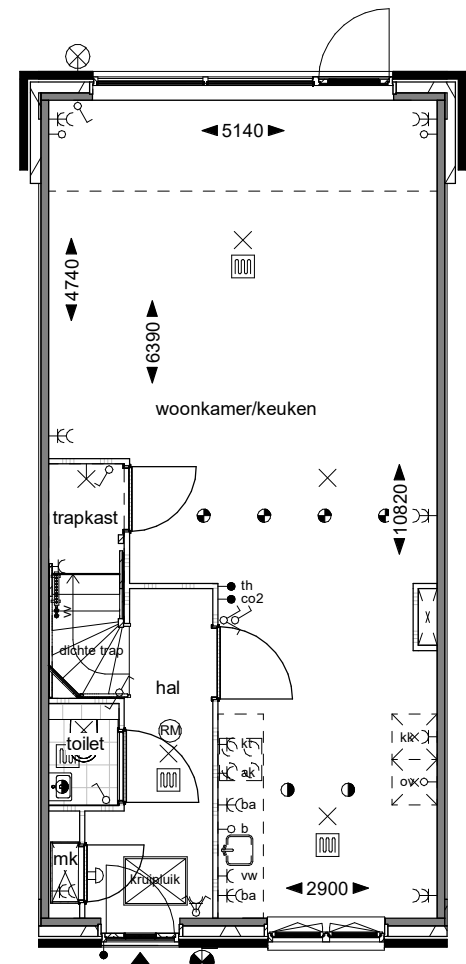 5140
4740
6390
woonkamer/keuken
trapkast
10820
th
co2
w
dichte trap
hal
toilet
RM
kt
kk
ak
ov
ba
b
mk
kruipluik
vw
ba
2900